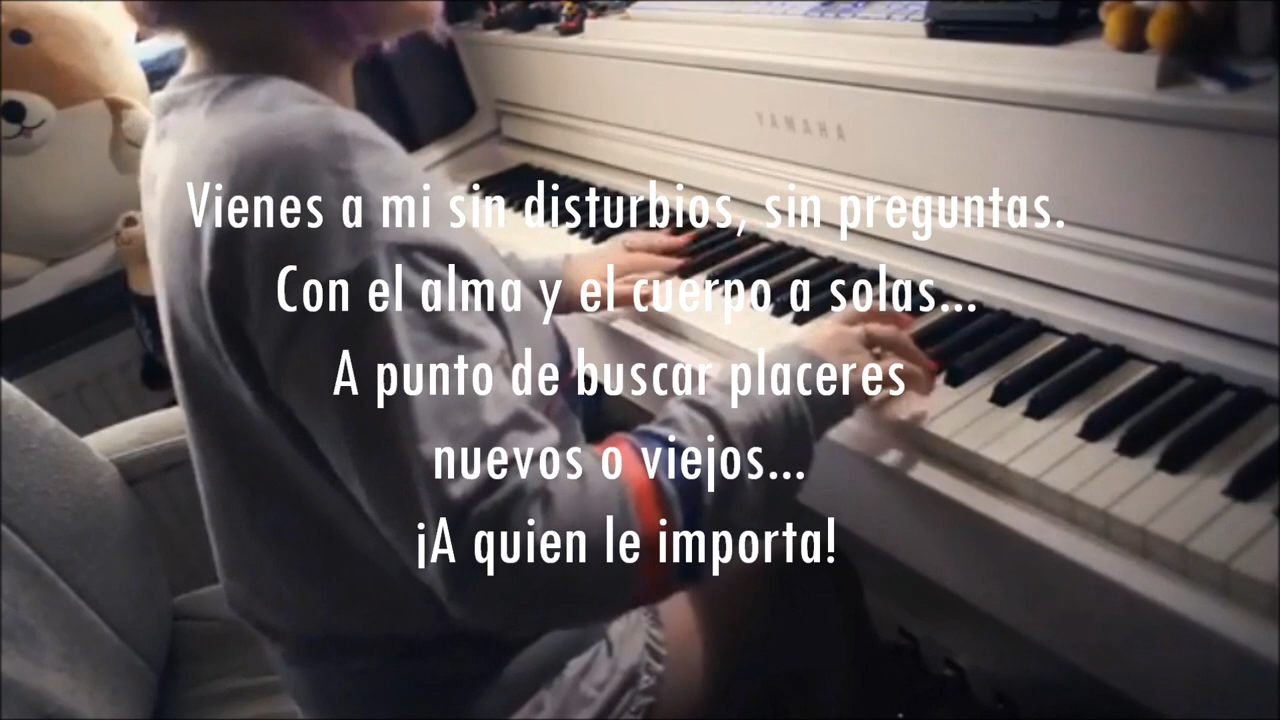 YAMAHA
Vienes a mi sin disturbios, sin preguntas.
Con el alma y el cuerpo a solas...
A punto de buscar placeres
nuevos o viejos...
¡A quien le importa!